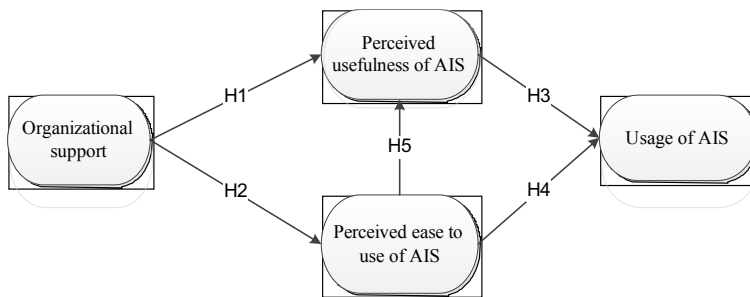 Perceived
usefulness of AIS
H1
H3
Organizational
support
H5
Usage of AIS
H2
H4
Perceived ease to
use of AIS